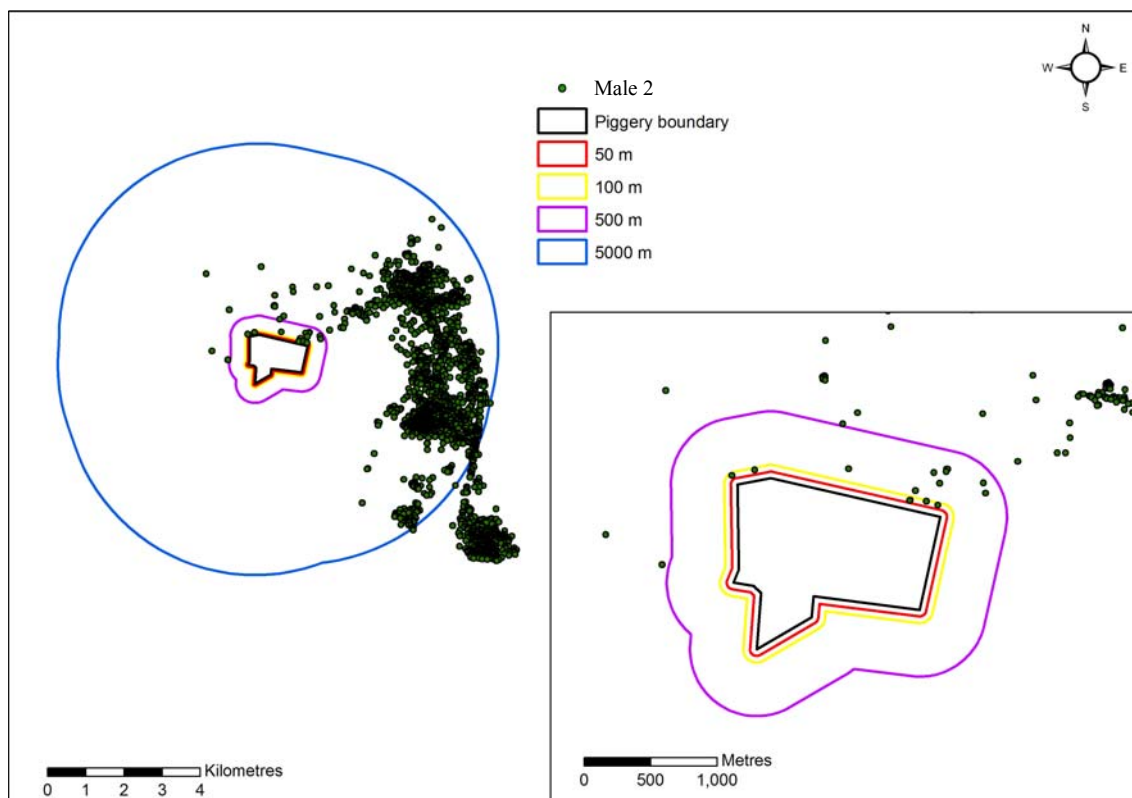 N
W E
S
Male 2
Piggery boundary
50 m
100 m
500 m
5000 m
Kilometres
0 1 2 3 4
Metres
0 500 1,000